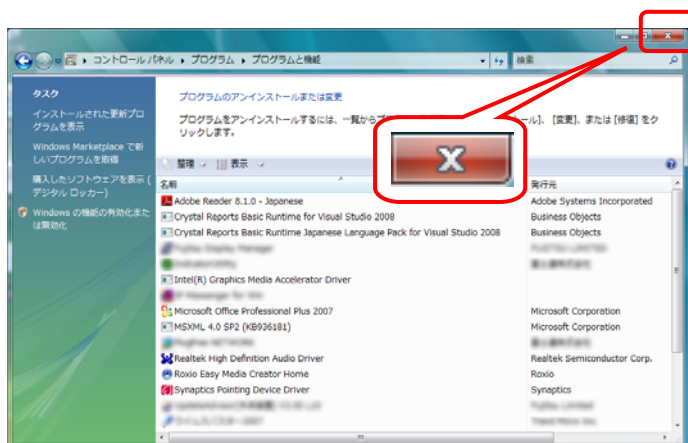 コントロール パネル ▸ プログラム ▸ プログラムと機能
検索
タスク
インストールされた更新プロ
グラムを表示
Windows Marketplace で新
しいプログラムを取得
購入したソフトウェアを表示 (
デジタル ロッカー)
Windows の機能の有効化また
は無効化
プログラムのアンインストールまたは変更
プログラムをアンインストールするには、一覧からプ
ール]、[変更]、または [修復] をク
リックします。
整理 表示
名前 発行元
Adobe Reader 8.1.0 - Japanese Adobe Systems Incorporated
Crystal Reports Basic Runtime for Visual Studio 2008 Business Objects
Crystal Reports Basic Runtime Japanese Language Pack for Visual Studio 2008 Business Objects
Intel(R) Graphics Media Accelerator Driver
Microsoft Office Professional Plus 2007 Microsoft Corporation
MSXML 4.0 SP2 (KB936181) Microsoft Corporation
Realtek High Definition Audio Driver Realtek Semiconductor Corp.
Roxio Easy Media Creator Home Roxio
Synaptics Pointing Device Driver Synaptics